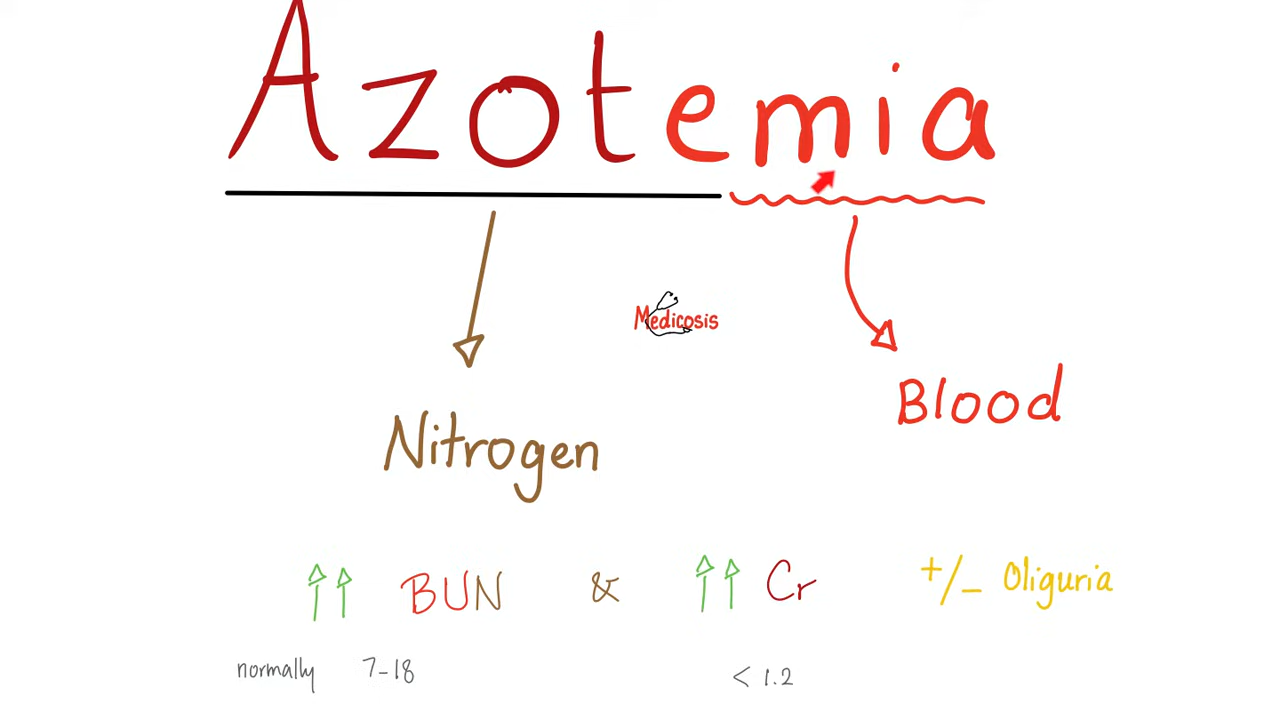 Azotemia
Medicosis
Blood
Nitrogen
↑↑ BUN & ↑↑ Cr +/- Oliguria
normally 7-18 < 1.2